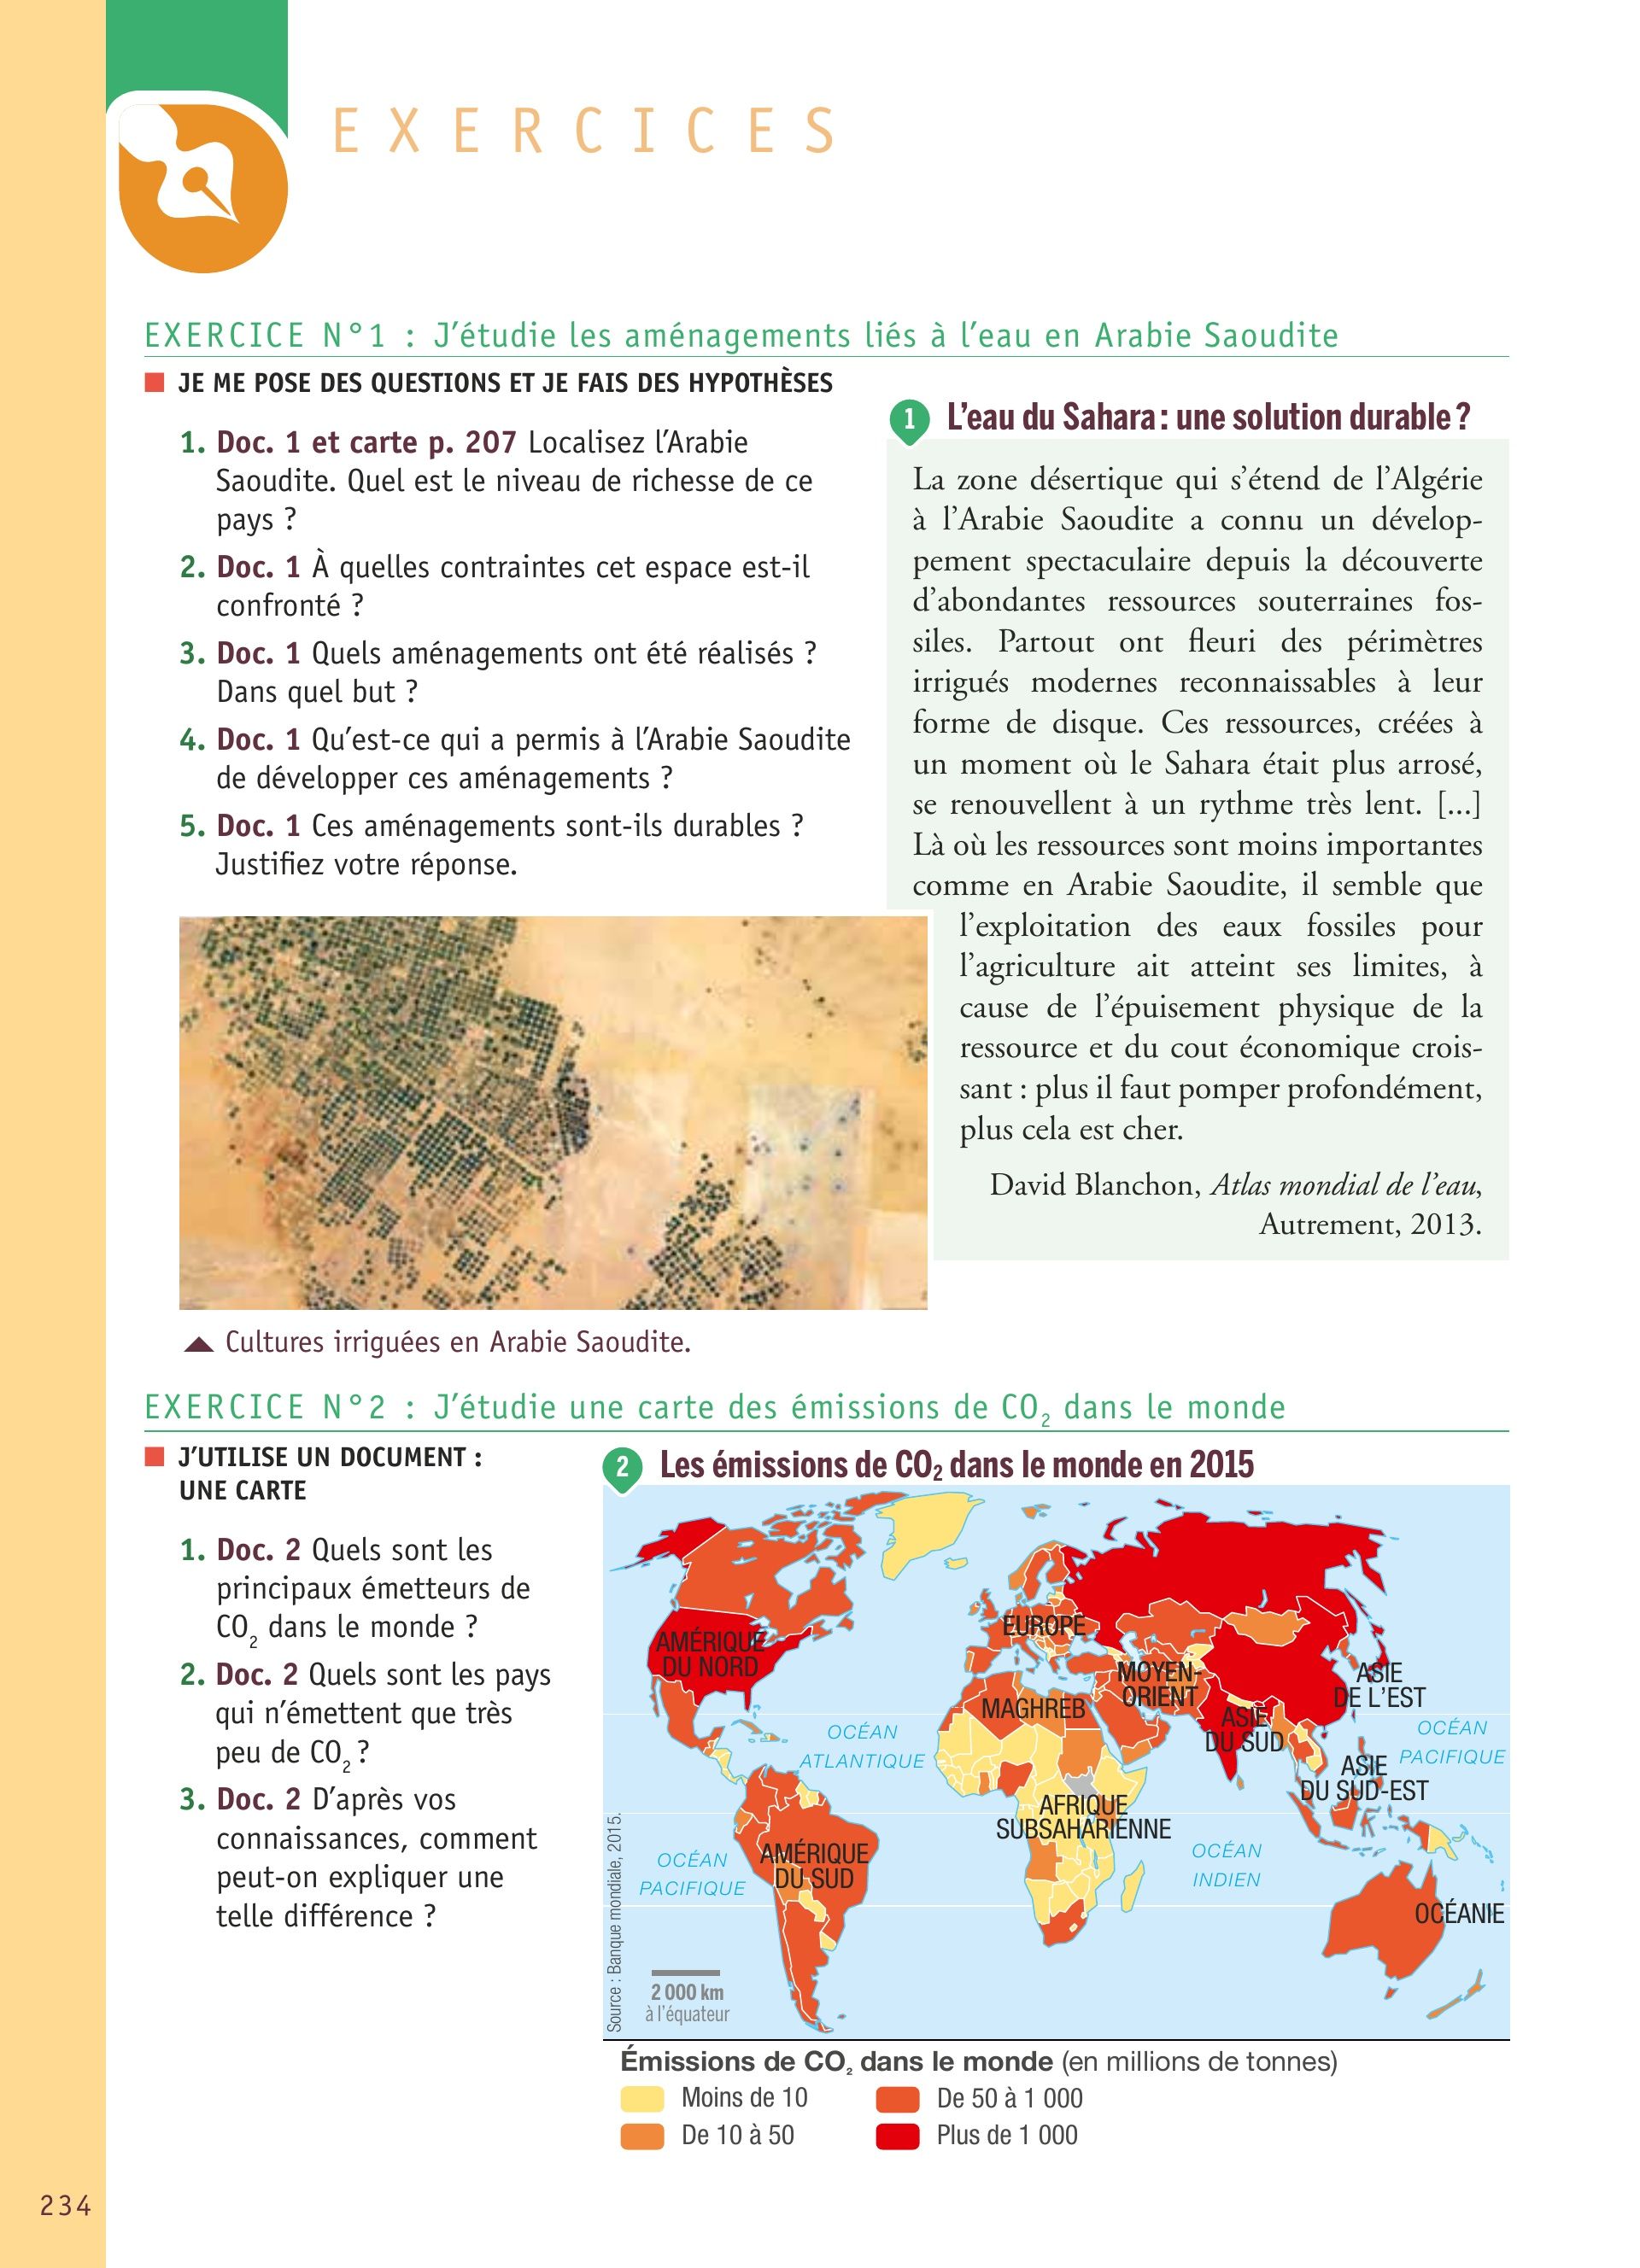 EXERCICES
EXERCICE N°1 : J'étudie les aménagements liés à l'eau en Arabie Saoudite
JE ME POSE DES QUESTIONS ET JE FAIS DES HYPOTHÈSES
1. Doc. 1 et carte p. 207 Localisez l'Arabie
Saoudite. Quel est le niveau de richesse de ce
pays ?
2. Doc. 1 À quelles contraintes cet espace est-il
confronté ?
3. Doc. 1 Quels aménagements ont été réalisés ?
Dans quel but ?
4. Doc. 1 Qu'est-ce qui a permis à l'Arabie Saoudite
de développer ces aménagements ?
5. Doc. 1 Ces aménagements sont-ils durables ?
Justifiez votre réponse.
1 L'eau du Sahara : une solution durable ?
La zone désertique qui s'étend de l'Algérie
à l'Arabie Saoudite a connu un dévelop-
pement spectaculaire depuis la découverte
d'abondantes ressources souterraines fos-
siles. Partout ont fleuri des périmètres
irrigués modernes reconnaissables à leur
forme de disque. Ces ressources, créées à
un moment où le Sahara était plus arrosé,
se renouvellent à un rythme très lent. [...]
Là où les ressources sont moins importantes
comme en Arabie Saoudite, il semble que
l'exploitation des eaux fossiles pour
l'agriculture ait atteint ses limites, à
cause de l'épuisement physique de la
ressource et du cout économique crois-
sant : plus il faut pomper profondément,
plus cela est cher.
David Blanchon, Atlas mondial de l'eau,
Autrement, 2013.
Cultures irriguées en Arabie Saoudite.
EXERCICE N°2 : J'étudie une carte des émissions de CO₂ dans le monde
J'UTILISE UN DOCUMENT :
UNE CARTE
1. Doc. 2 Quels sont les
principaux émetteurs de
CO₂ dans le monde ?
2. Doc. 2 Quels sont les pays
qui n'émettent que très
peu de CO₂ ?
3. Doc. 2 D'après vos
connaissances, comment
peut-on expliquer une
telle différence ?
2 Les émissions de CO₂ dans le monde en 2015
AMÉRIQUE
DU NORD
EUROPE
MOYEN-
ORIENT
MAGHREB
ASIE
DE L'EST
ASIE
DU SUD
OCÉAN
ATLANTIQUE
OCÉAN
PACIFIQUE
ASIE
DU SUD-EST
AFRIQUE
SUBSAHARIENNE
AMÉRIQUE
DU SUD
OCÉAN
PACIFIQUE
OCÉAN
INDIEN
OCÉANIE
Source : Banque mondiale, 2015.
2 000 km
à l'équateur
Émissions de CO₂ dans le monde (en millions de tonnes)
Moins de 10
De 10 à 50
De 50 à 1 000
Plus de 1 000
234